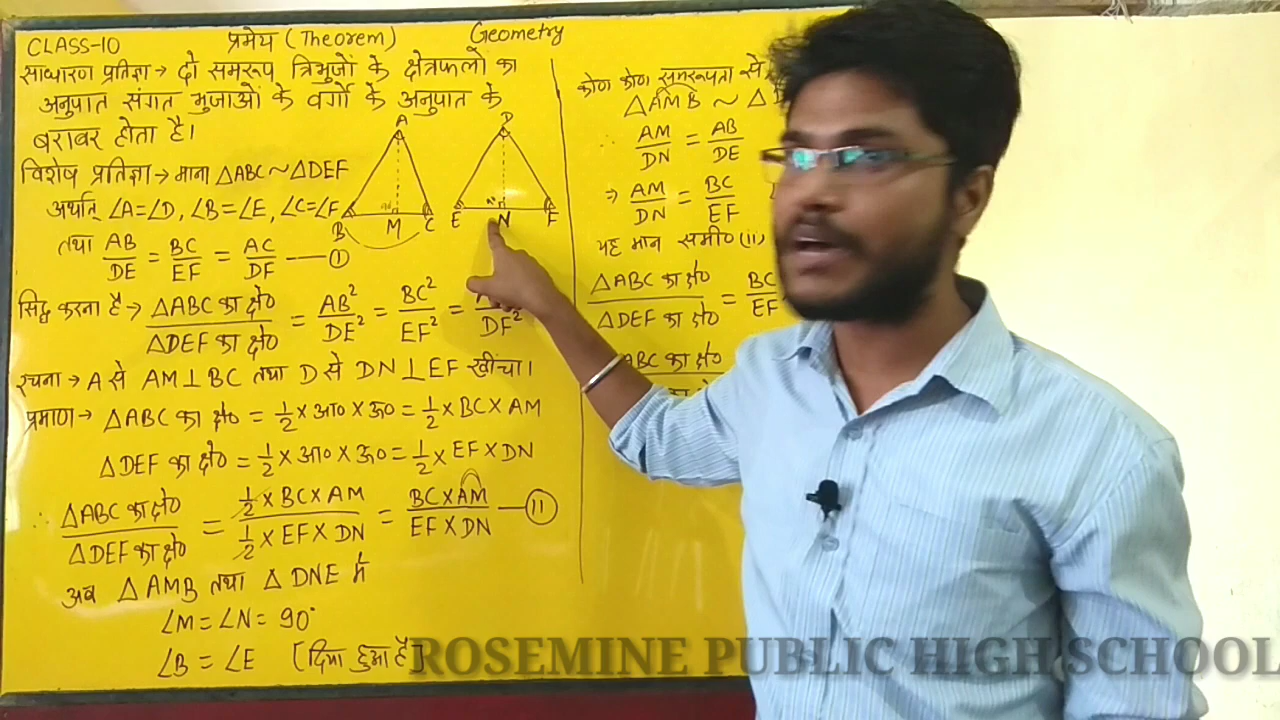 CLASS-10 प्रमेय (Theorem) Geometry
साधारण प्रतिज्ञा → दो समरूप त्रिभुजों के क्षेत्रफलों का
अनुपात संगत भुजाओं के वर्गो के अनुपात के
बराबर होता है।
विशेष प्रतिज्ञा → माना △ABC ~ △DEF
अर्थात् ∠A = ∠D, ∠B = ∠E, ∠C = ∠F
तथा AB/DE = BC/EF = AC/DF —— (I)
A
B M C
D
E N F
सिद्ध करना है → △ABC का क्षे०/△DEF का क्षे० = AB²/DE² = BC²/EF² = /DF²
रचना → A से AM ⊥ BC तथा D से DN ⊥ EF खींचा।
प्रमाण → △ABC का क्षे० = 1/2 × आ० × ऊ० = 1/2 × BC × AM
△DEF का क्षे० = 1/2 × आ० × ऊ० = 1/2 × EF × DN
∴ △ABC का क्षे०/△DEF का क्षे० = 1/2 × BC × AM / 1/2 × EF × DN = BC × AM / EF × DN —— (II)
अब △AMB तथा △DNE में
∠M = ∠N = 90°
∠B = ∠E [दिया हुआ है]
कोण कोण समरूपता से
△AMB ~ △D
AM/DN = AB/DE
⇒ AM/DN = BC/EF
यह मान समी० (ii)
△ABC का क्षे०/△DEF का क्षे० = BC/EF
ABC का क्षे०
ROSEMINE PUBLIC HIGH SCHOOL